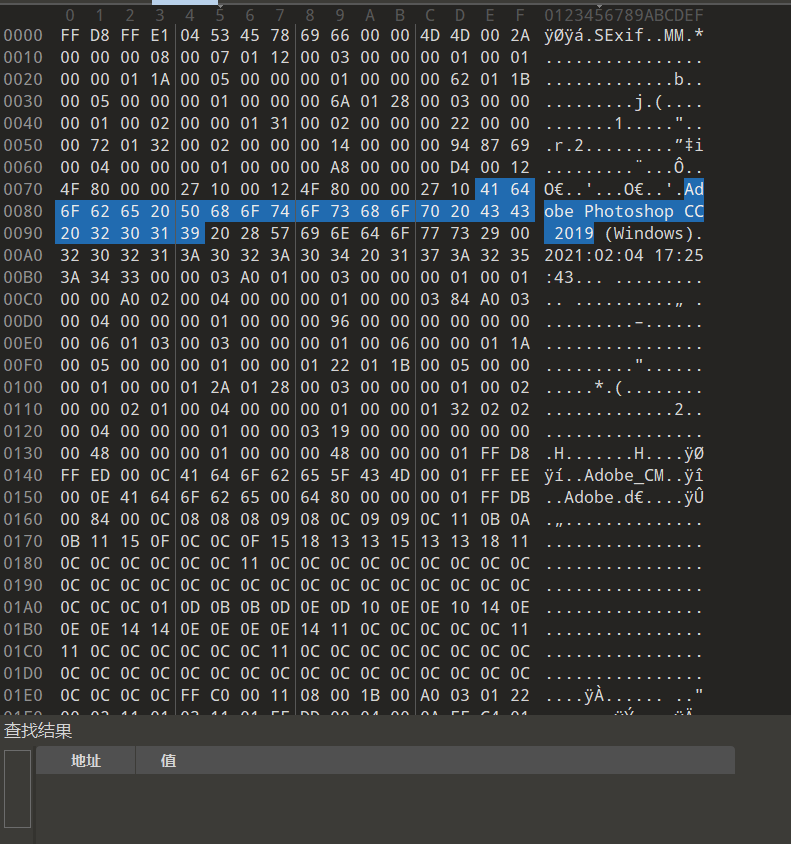 0 1 2 3 4 5 6 7 8 9 A B C D E F 0123456789ABCDEF
0000 FF D8 FF E1 04 53 45 78 69 66 00 00 4D 4D 00 2A ÿØÿá.SExif..MM.*
0010 00 00 00 08 00 07 01 12 00 03 00 00 00 01 00 01 ................
0020 00 00 01 1A 00 05 00 00 00 01 00 00 00 62 01 1B .............b..
0030 00 05 00 00 00 01 00 00 00 6A 01 28 00 03 00 00 .........j.(....
0040 00 01 00 02 00 00 01 31 00 02 00 00 00 22 00 00 .......1....."..
0050 00 72 01 32 00 02 00 00 00 14 00 00 00 94 87 69 .r.2.........”‡i
0060 00 04 00 00 00 01 00 00 00 A8 00 00 00 D4 00 12 .........¨...Ô..
0070 4F 80 00 00 00 27 10 00 12 4F 80 00 00 27 10 41 64 O€..'...O€..'.Ad
0080 6F 62 65 20 50 68 6F 74 6F 73 68 6F 70 20 43 43 obe Photoshop CC
0090 20 32 30 31 39 20 28 57 69 6E 64 6F 77 73 29 00 2019 (Windows).
00A0 32 30 32 31 3A 30 32 3A 30 34 20 31 37 3A 32 35 2021:02:04 17:25
00B0 3A 34 33 00 00 03 A0 01 00 03 00 00 00 01 00 01 :43... .........
00C0 00 00 A0 02 00 04 00 00 00 01 00 00 03 84 A0 03 .. ..........„ .
00D0 00 04 00 00 00 01 00 00 00 96 00 00 00 00 00 00 .........–......
00E0 00 06 01 03 00 03 00 00 00 01 00 06 00 00 01 1A ................
00F0 00 05 00 00 00 01 00 00 01 22 01 1B 00 05 00 00 ........."......
0100 00 01 00 00 01 2A 01 28 00 03 00 00 00 01 00 02 .....*.(........
0110 00 00 02 01 00 04 00 00 00 01 00 00 01 32 02 02 .............2..
0120 00 04 00 00 00 01 00 00 03 19 00 00 00 00 00 00 ................
0130 00 48 00 00 00 01 00 00 00 48 00 00 00 01 FF D8 .H.......H....ÿØ
0140 FF ED 00 0C 41 64 6F 62 65 5F 43 4D 00 01 FF EE ÿí..Adobe_CM..ÿî
0150 00 0E 41 64 6F 62 65 00 64 80 00 00 00 01 FF DB ..Adobe.d€....ÿÛ
0160 00 84 00 0C 08 08 08 09 08 0C 09 09 0C 11 0B 0A .„..............
0170 0B 11 15 0F 0C 0C 0F 15 18 13 13 15 13 13 18 11 ................
0180 0C 0C 0C 0C 0C 0C 11 0C 0C 0C 0C 0C 0C 0C 0C 0C ................
0190 0C 0C 0C 0C 0C 0C 0C 0C 0C 0C 0C 0C 0C 0C 0C 0C ................
01A0 0C 0C 0C 01 0D 0B 0B 0D 0E 0D 10 0E 0E 10 14 0E ................
01B0 0E 0E 14 14 0E 0E 0E 0E 14 11 0C 0C 0C 0C 0C 11 ................
01C0 11 0C 0C 0C 0C 0C 0C 11 0C 0C 0C 0C 0C 0C 0C 0C ................
01D0 0C 0C 0C 0C 0C 0C 0C 0C 0C 0C 0C 0C 0C 0C 0C 0C ................
01E0 0C 0C 0C 0C FF C0 00 11 08 00 1B 00 A0 03 01 22 ....ÿÀ...... .."
查找结果
地址 值